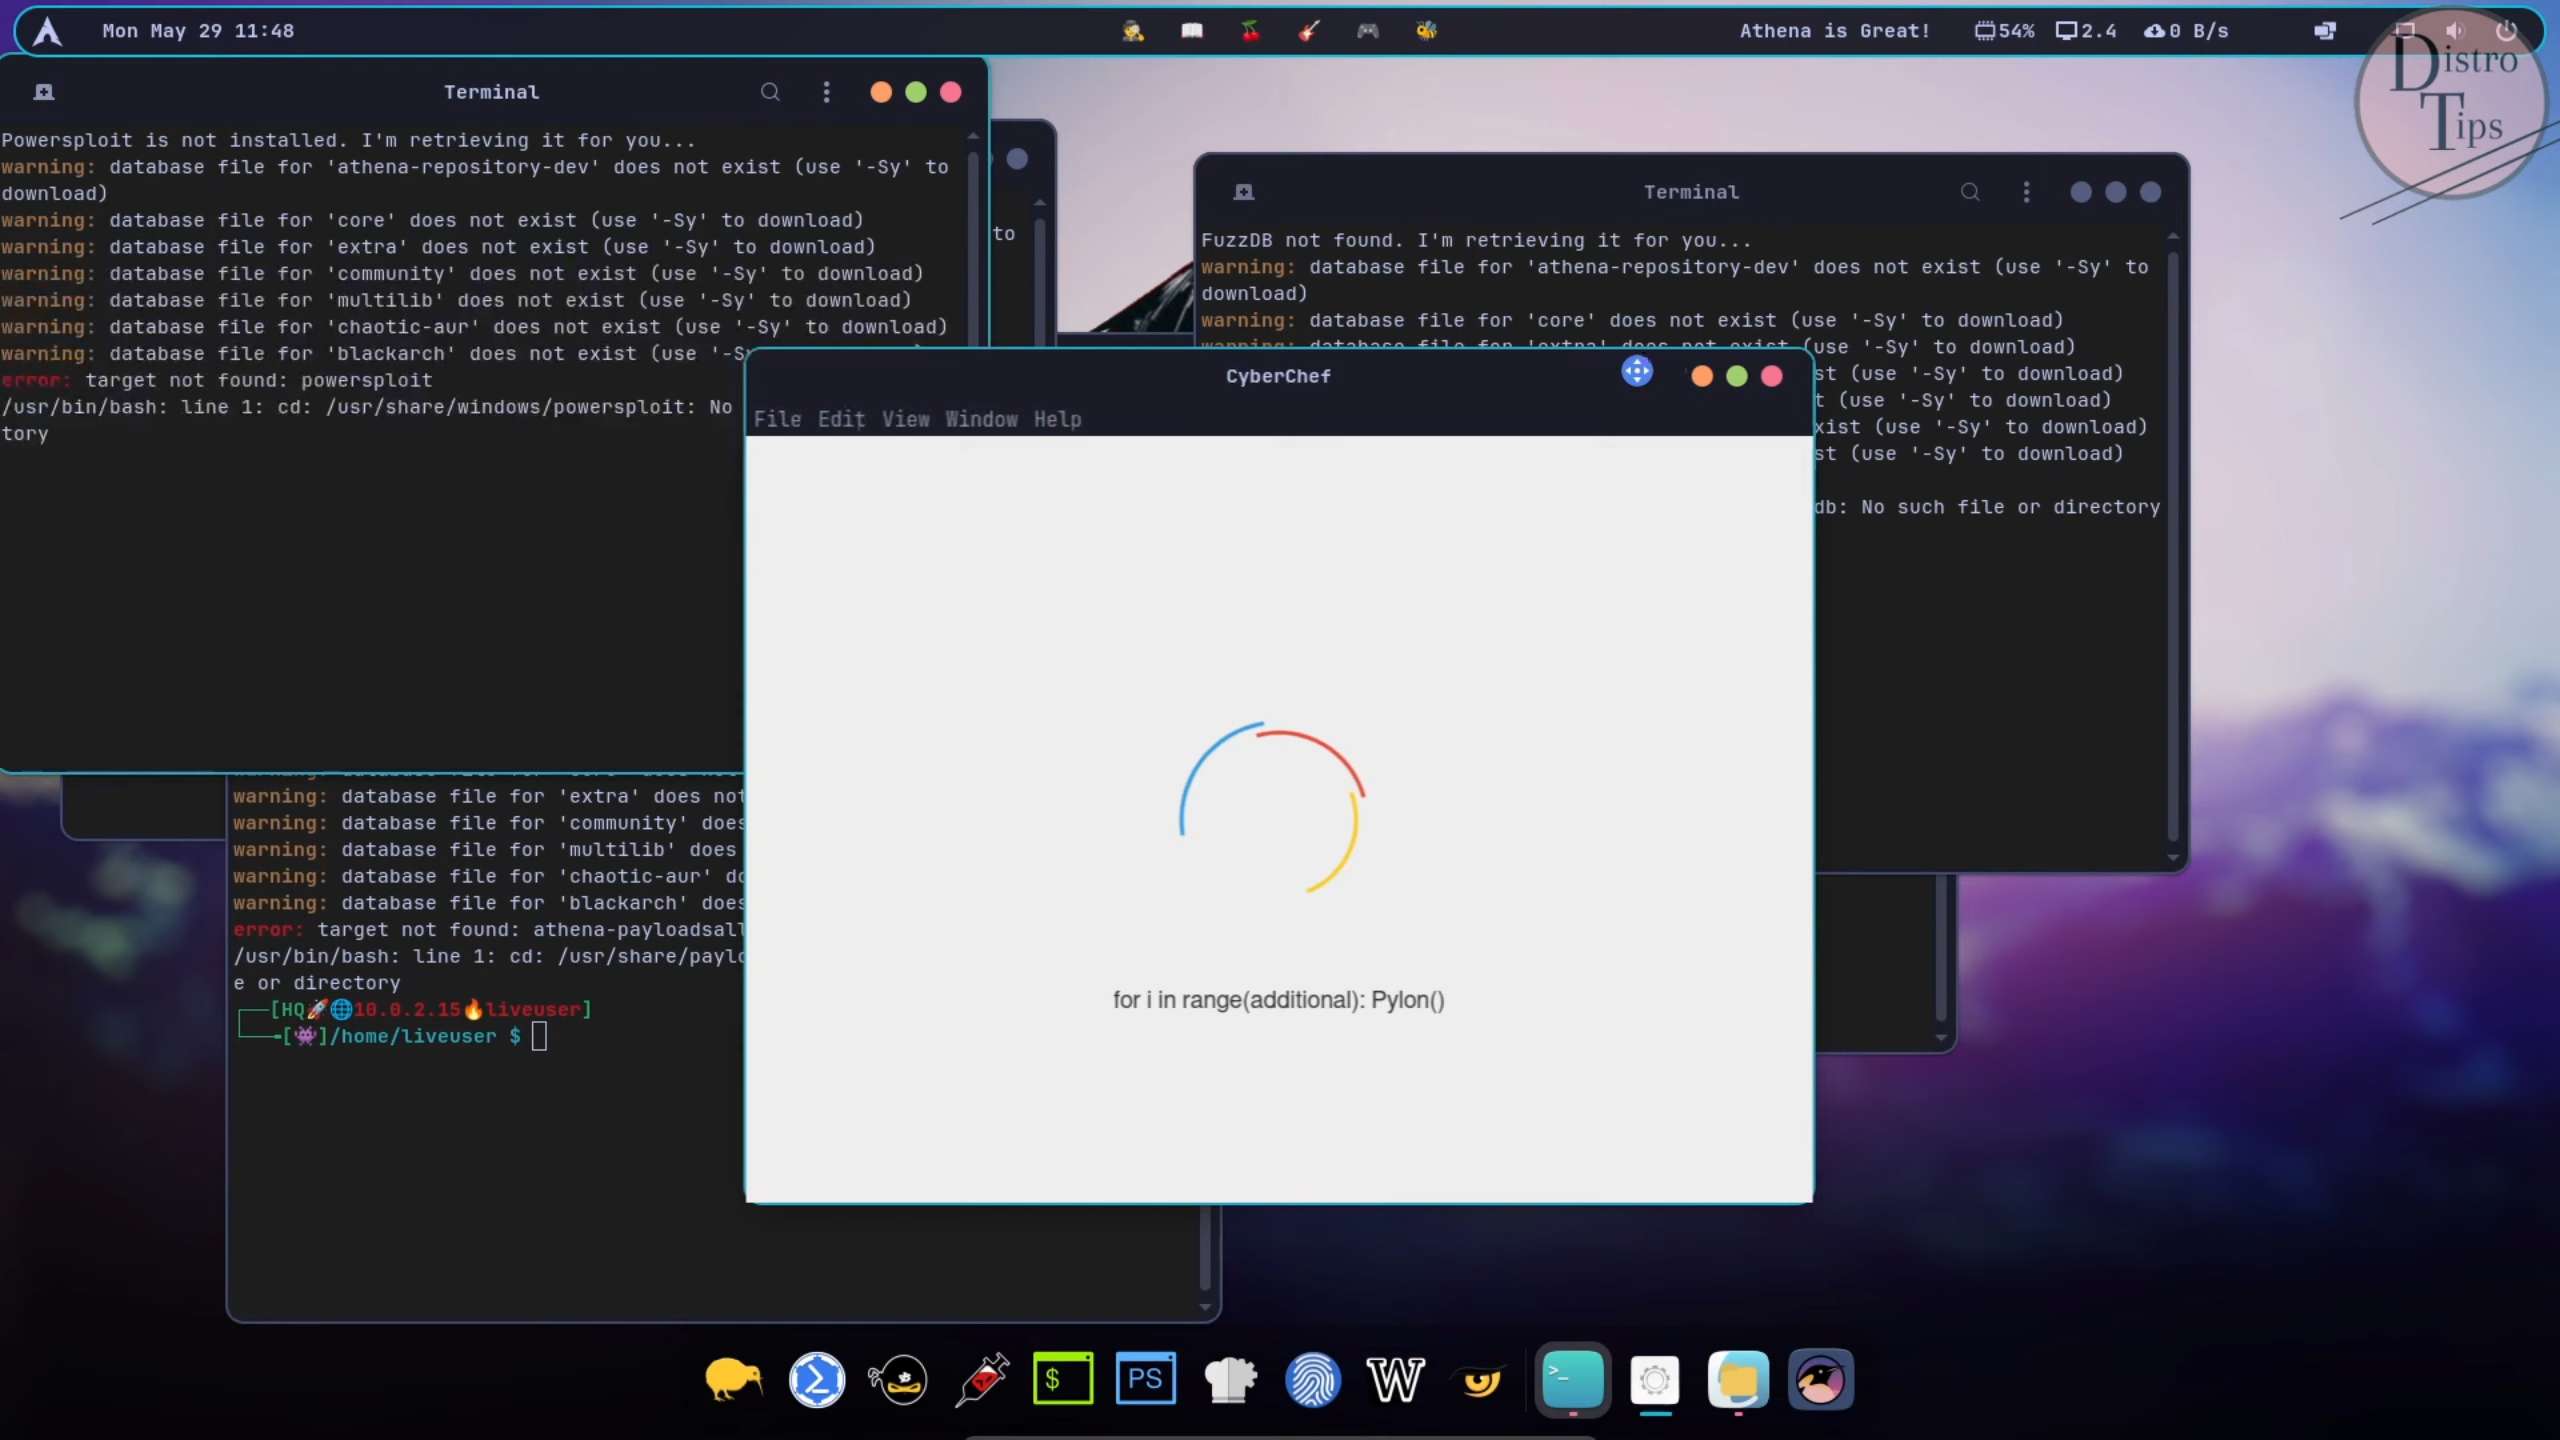 Mon May 29 11:48
Athena is Great!
54%
2.4
0 B/s
Distro
Tips
Terminal
Powersploit is not installed. I'm retrieving it for you...
warning: database file for 'athena-repository-dev' does not exist (use '-Sy' to
download)
warning: database file for 'core' does not exist (use '-Sy' to download)
warning: database file for 'extra' does not exist (use '-Sy' to download)
warning: database file for 'community' does not exist (use '-Sy' to download)
warning: database file for 'multilib' does not exist (use '-Sy' to download)
warning: database file for 'chaotic-aur' does not exist (use '-Sy' to download)
warning: database file for 'blackarch' does not exist (use '-Sy
error: target not found: powersploit
/usr/bin/bash: line 1: cd: /usr/share/windows/powersploit: No
tory
to
Terminal
FuzzDB not found. I'm retrieving it for you...
warning: database file for 'athena-repository-dev' does not exist (use '-Sy' to
download)
warning: database file for 'core' does not exist (use '-Sy' to download)
warning: database file for 'extra' does not exist (use '-Sy' to download)
st (use '-Sy' to download)
t (use '-Sy' to download)
xist (use '-Sy' to download)
st (use '-Sy' to download)
db: No such file or directory
CyberChef
File Edit View Window Help
for i in range(additional): Pylon()
warning: database file for 'extra' does not
warning: database file for 'community' does
warning: database file for 'multilib' does
warning: database file for 'chaotic-aur' do
warning: database file for 'blackarch' does
error: target not found: athena-payloadsall
/usr/bin/bash: line 1: cd: /usr/share/paylo
e or directory
[HQ🚀🌐10.0.2.15🔥liveuser]
[👾]/home/liveuser $
$
PS
W
>_